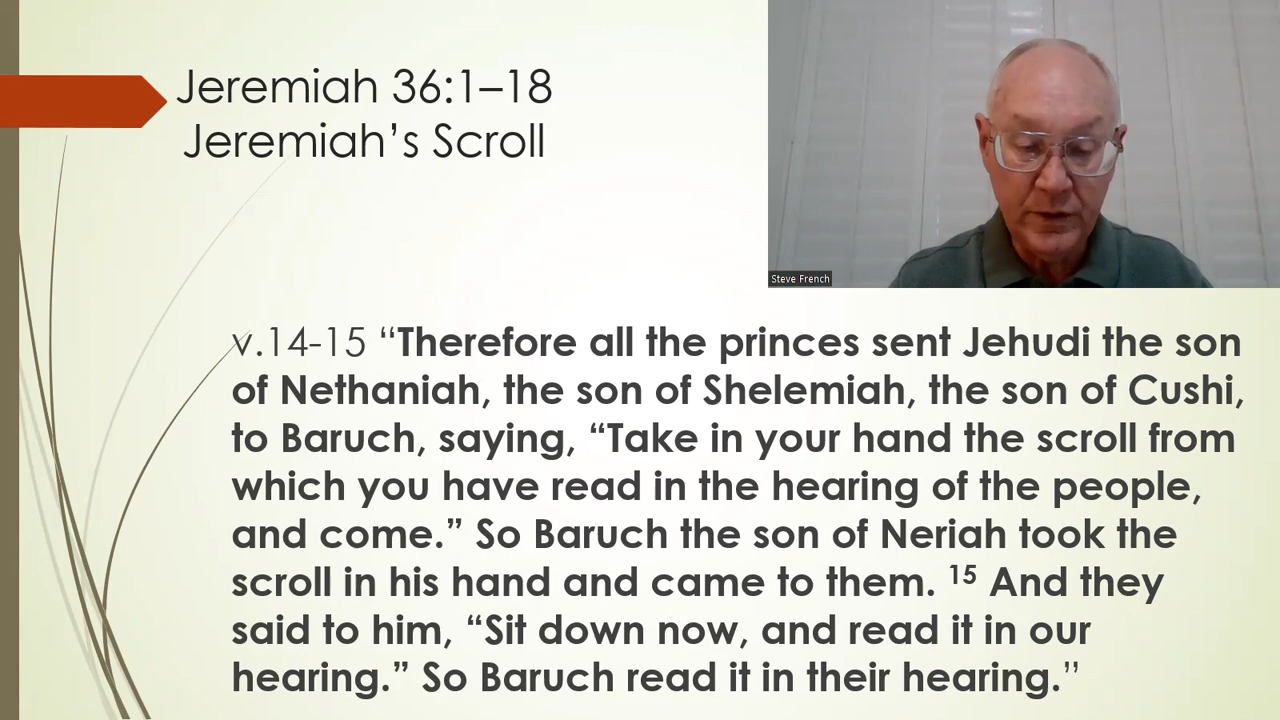 Jeremiah 36:1–18
Jeremiah’s Scroll
Steve French
v.14-15 “Therefore all the princes sent Jehudi the son
of Nethaniah, the son of Shelemiah, the son of Cushi,
to Baruch, saying, “Take in your hand the scroll from
which you have read in the hearing of the people,
and come.” So Baruch the son of Neriah took the
scroll in his hand and came to them. ¹⁵ And they
said to him, “Sit down now, and read it in our
hearing.” So Baruch read it in their hearing.”